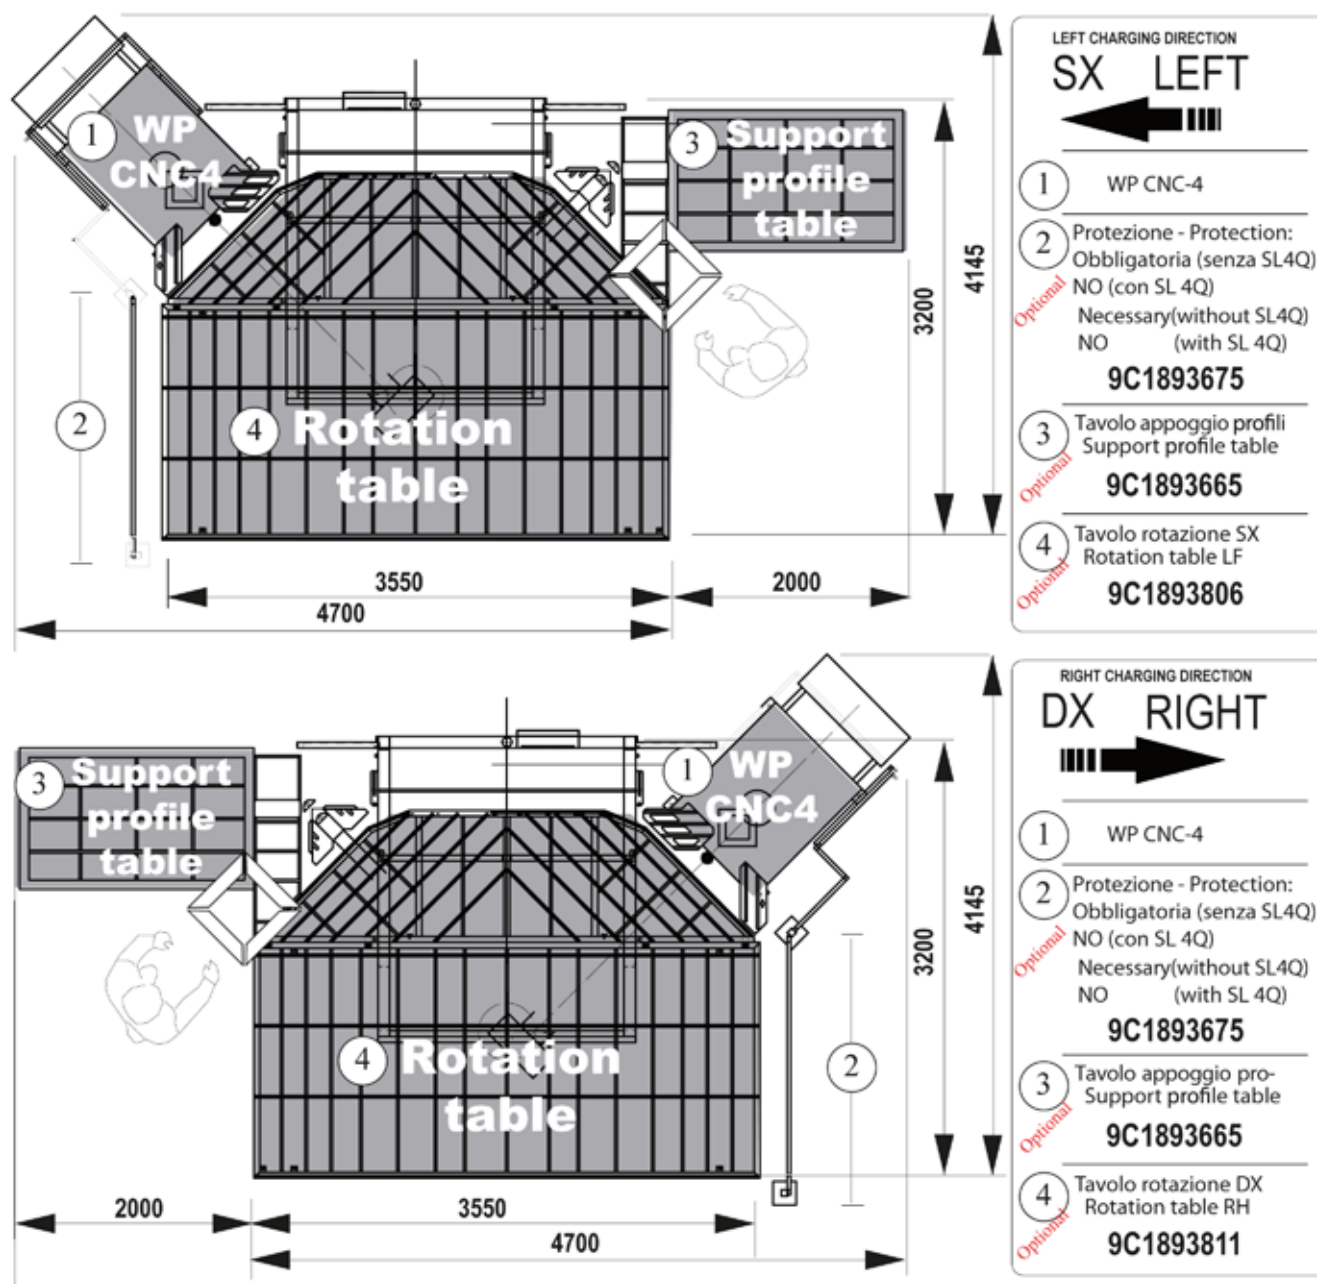 1
WP
CNC4
3
Support
profile
table
2
4
Rotation
table
3200
4145
3550
2000
4700
LEFT CHARGING DIRECTION
SX LEFT
1 WP CNC-4
2 Protezione - Protection:
Obbligatoria (senza SL4Q)
Optional NO (con SL 4Q)
Necessary(without SL4Q)
NO (with SL 4Q)
9C1893675
3 Tavolo appoggio profili
Support profile table
Optional 9C1893665
4 Tavolo rotazione SX
Rotation table LF
Optional 9C1893806
3
Support
profile
table
1
WP
CNC4
4
Rotation
table
2
3200
4145
2000
3550
4700
RIGHT CHARGING DIRECTION
DX RIGHT
1 WP CNC-4
2 Protezione - Protection:
Obbligatoria (senza SL4Q)
Optional NO (con SL 4Q)
Necessary(without SL4Q)
NO (with SL 4Q)
9C1893675
3 Tavolo appoggio pro-
Support profile table
Optional 9C1893665
4 Tavolo rotazione DX
Rotation table RH
Optional 9C1893811